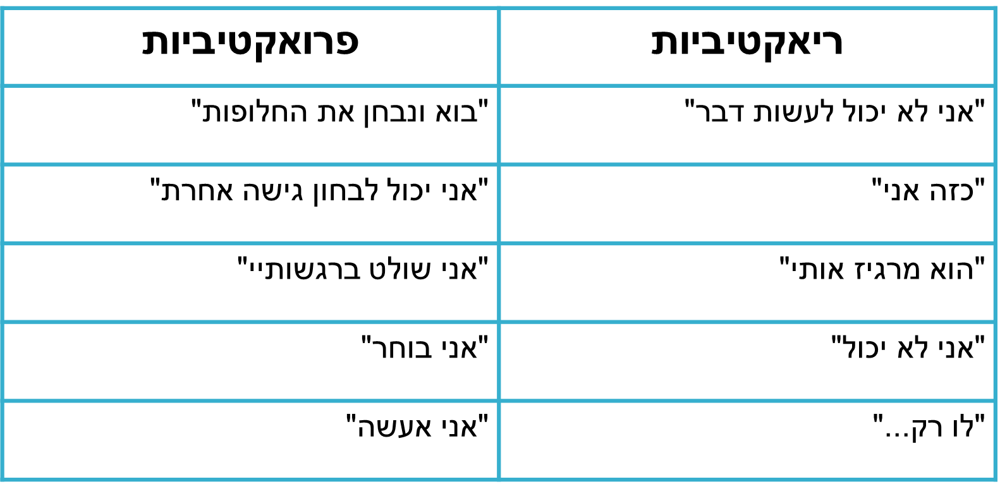 ריאקטיביות
פרואקטיביות
"אני לא יכול לעשות דבר"
"בוא ונבחן את החלופות"
"כזה אני"
"אני יכול לבחון גישה אחרת"
"הוא מרגיז אותי"
"אני שולט ברגשותיי"
"אני לא יכול"
"אני בוחר"
"לו רק..."
"אני אעשה"